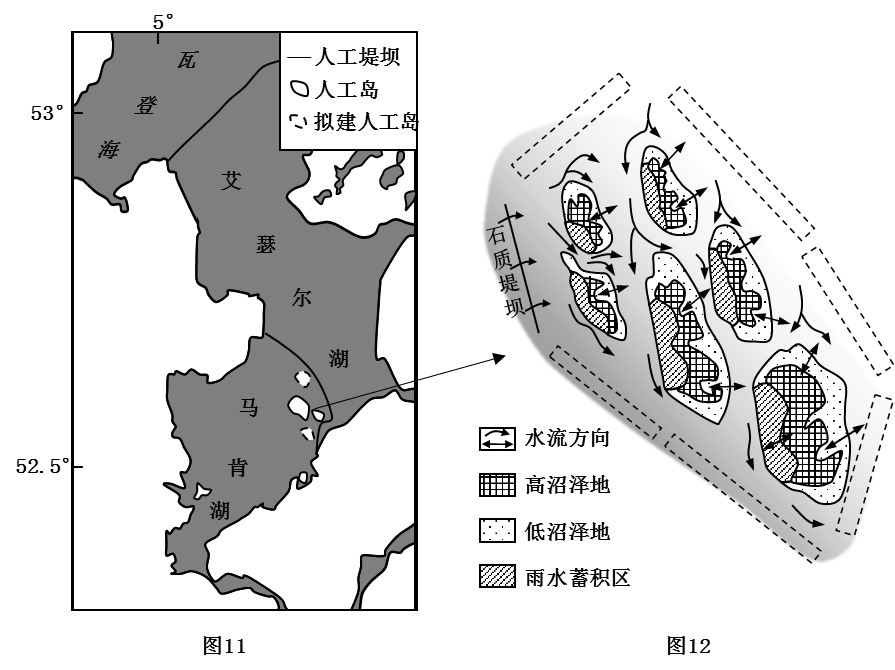 5°
53°
52.5°
瓦
登
海
艾
瑟
尔
湖
马
肯
湖
人工堤坝
人工岛
拟建人工岛
图11
石
质
堤
坝
水流方向
高沼泽地
低沼泽地
雨水蓄积区
图12